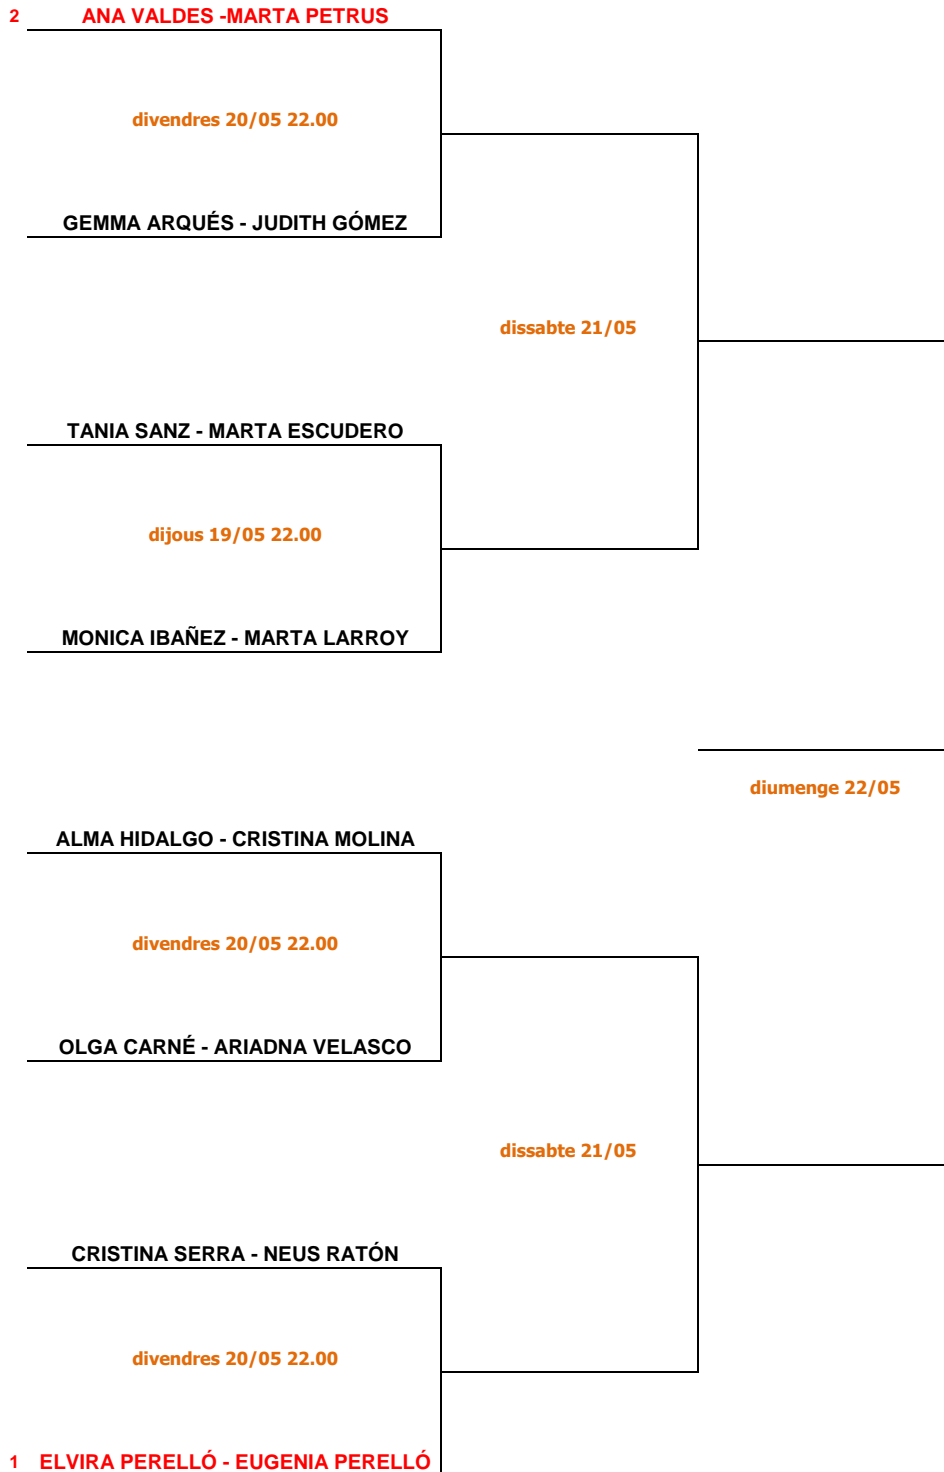 2 ANA VALDES -MARTA PETRUS
divendres 20/05 22.00
GEMMA ARQUÉS - JUDITH GÓMEZ
dissabte 21/05
TANIA SANZ - MARTA ESCUDERO
dijous 19/05 22.00
MONICA IBAÑEZ - MARTA LARROY
diumenge 22/05
ALMA HIDALGO - CRISTINA MOLINA
divendres 20/05 22.00
OLGA CARNÉ - ARIADNA VELASCO
dissabte 21/05
CRISTINA SERRA - NEUS RATÓN
divendres 20/05 22.00
1 ELVIRA PERELLÓ - EUGENIA PERELLÓ